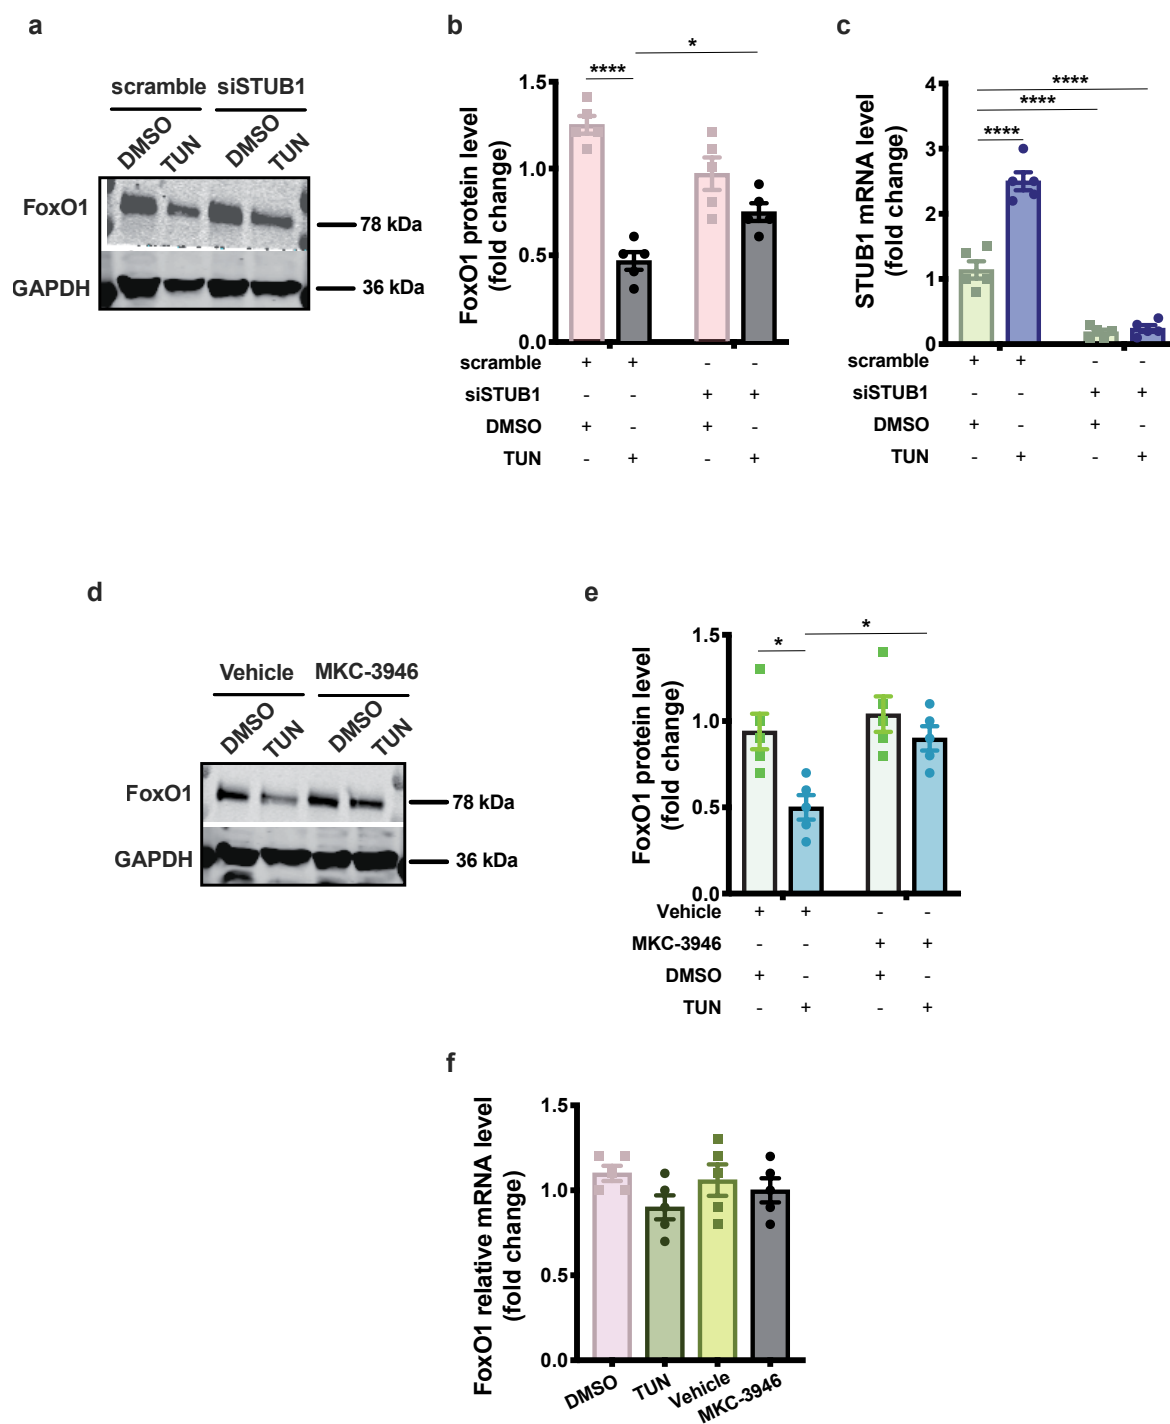 a
scramble siSTUB1
DMSO TUN DMSO TUN
FoxO1
78 kDa
GAPDH
36 kDa
b
FoxO1 protein level
(fold change)
1.5
1.0
0.5
0.0
****
*
scramble + + - -
siSTUB1 - - + +
DMSO + - + -
TUN - + - +
c
STUB1 mRNA level
(fold change)
4
3
2
1
0
****
****
****
scramble + + - -
siSTUB1 - - + +
DMSO + - + -
TUN - + - +
d
Vehicle MKC-3946
DMSO TUN DMSO TUN
FoxO1
78 kDa
GAPDH
36 kDa
e
FoxO1 protein level
(fold change)
1.5
1.0
0.5
0.0
*
*
Vehicle + + - -
MKC-3946 - - + +
DMSO + - + -
TUN - + - +
f
FoxO1 relative mRNA level
(fold change)
1.5
1.0
0.5
0.0
DMSO TUN Vehicle MKC-3946